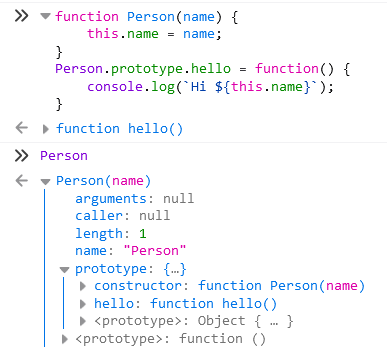 function Person(name) {
    this.name = name;
}
Person.prototype.hello = function() {
    console.log(`Hi ${this.name}`);
}
function hello()
Person
Person(name)
arguments: null
caller: null
length: 1
name: "Person"
prototype: {…}
constructor: function Person(name)
hello: function hello()
<prototype>: Object { … }
<prototype>: function ()